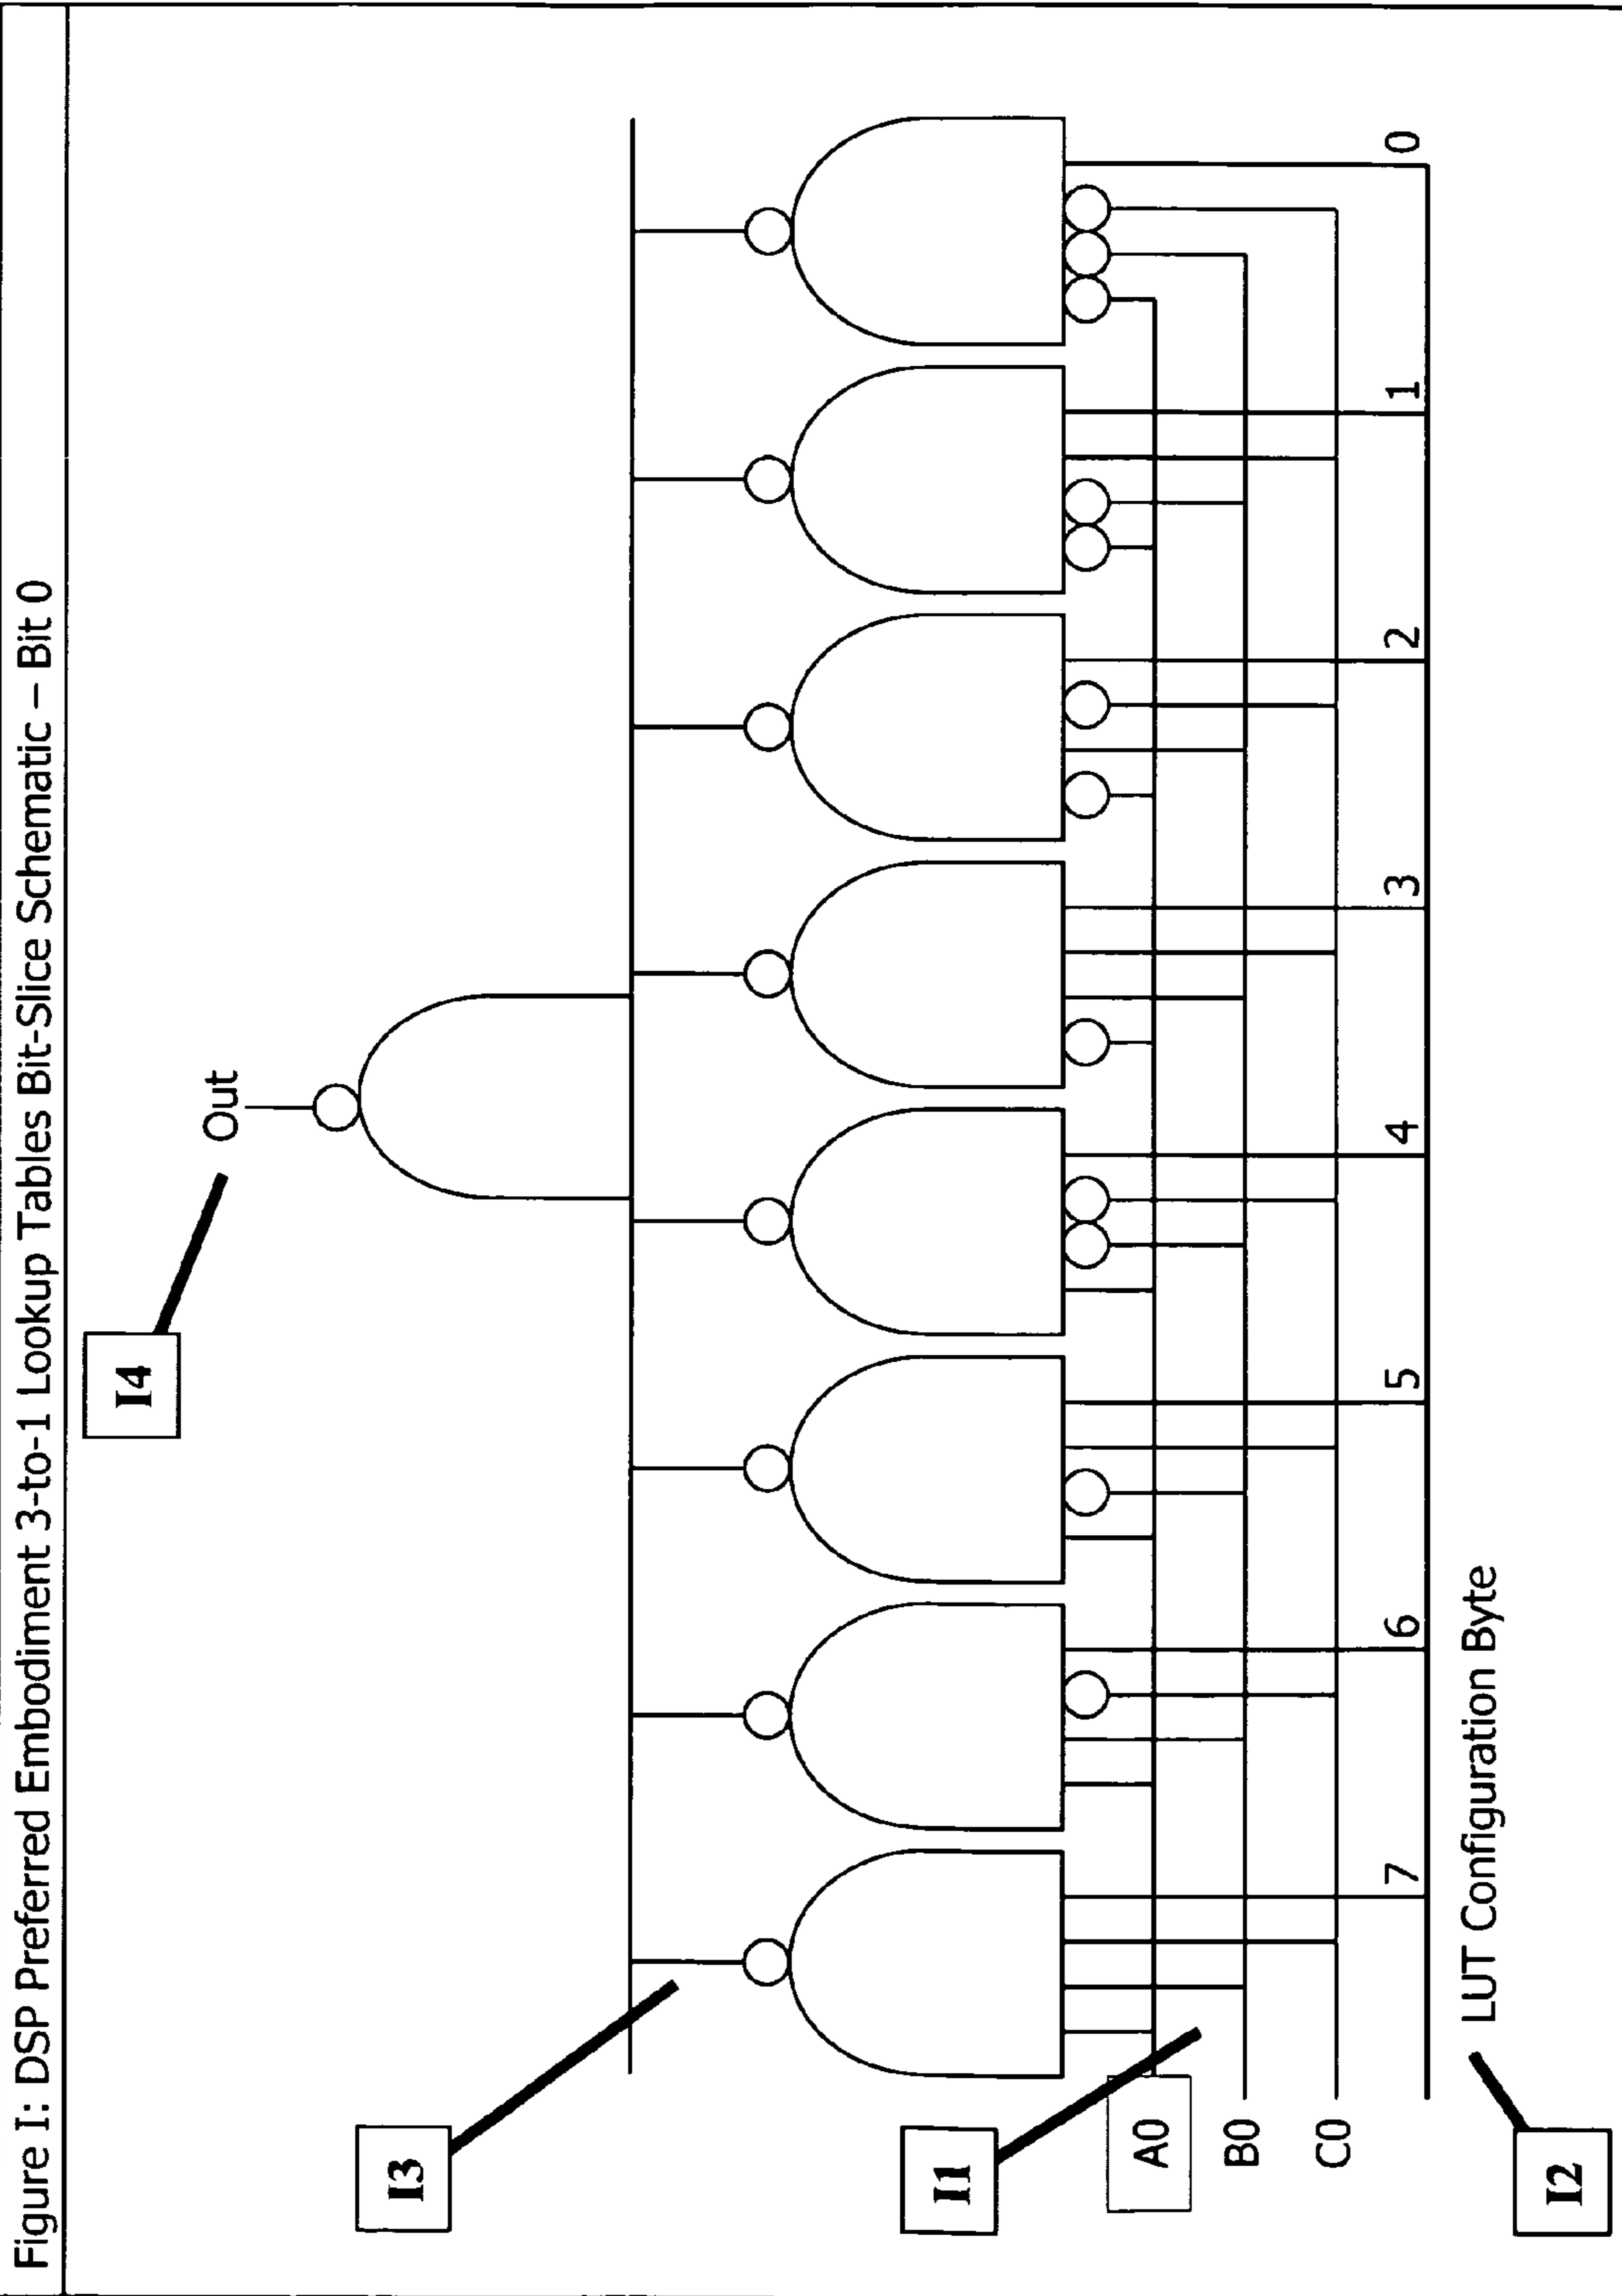 Figure I: DSP Preferred Embodiment 3-to-1 Lookup Tables Bit-Slice Schematic – Bit 0
I4
Out
I3
I1
A0
B0
C0
7 6 5 4 3 2 1 0
I2
LUT Configuration Byte